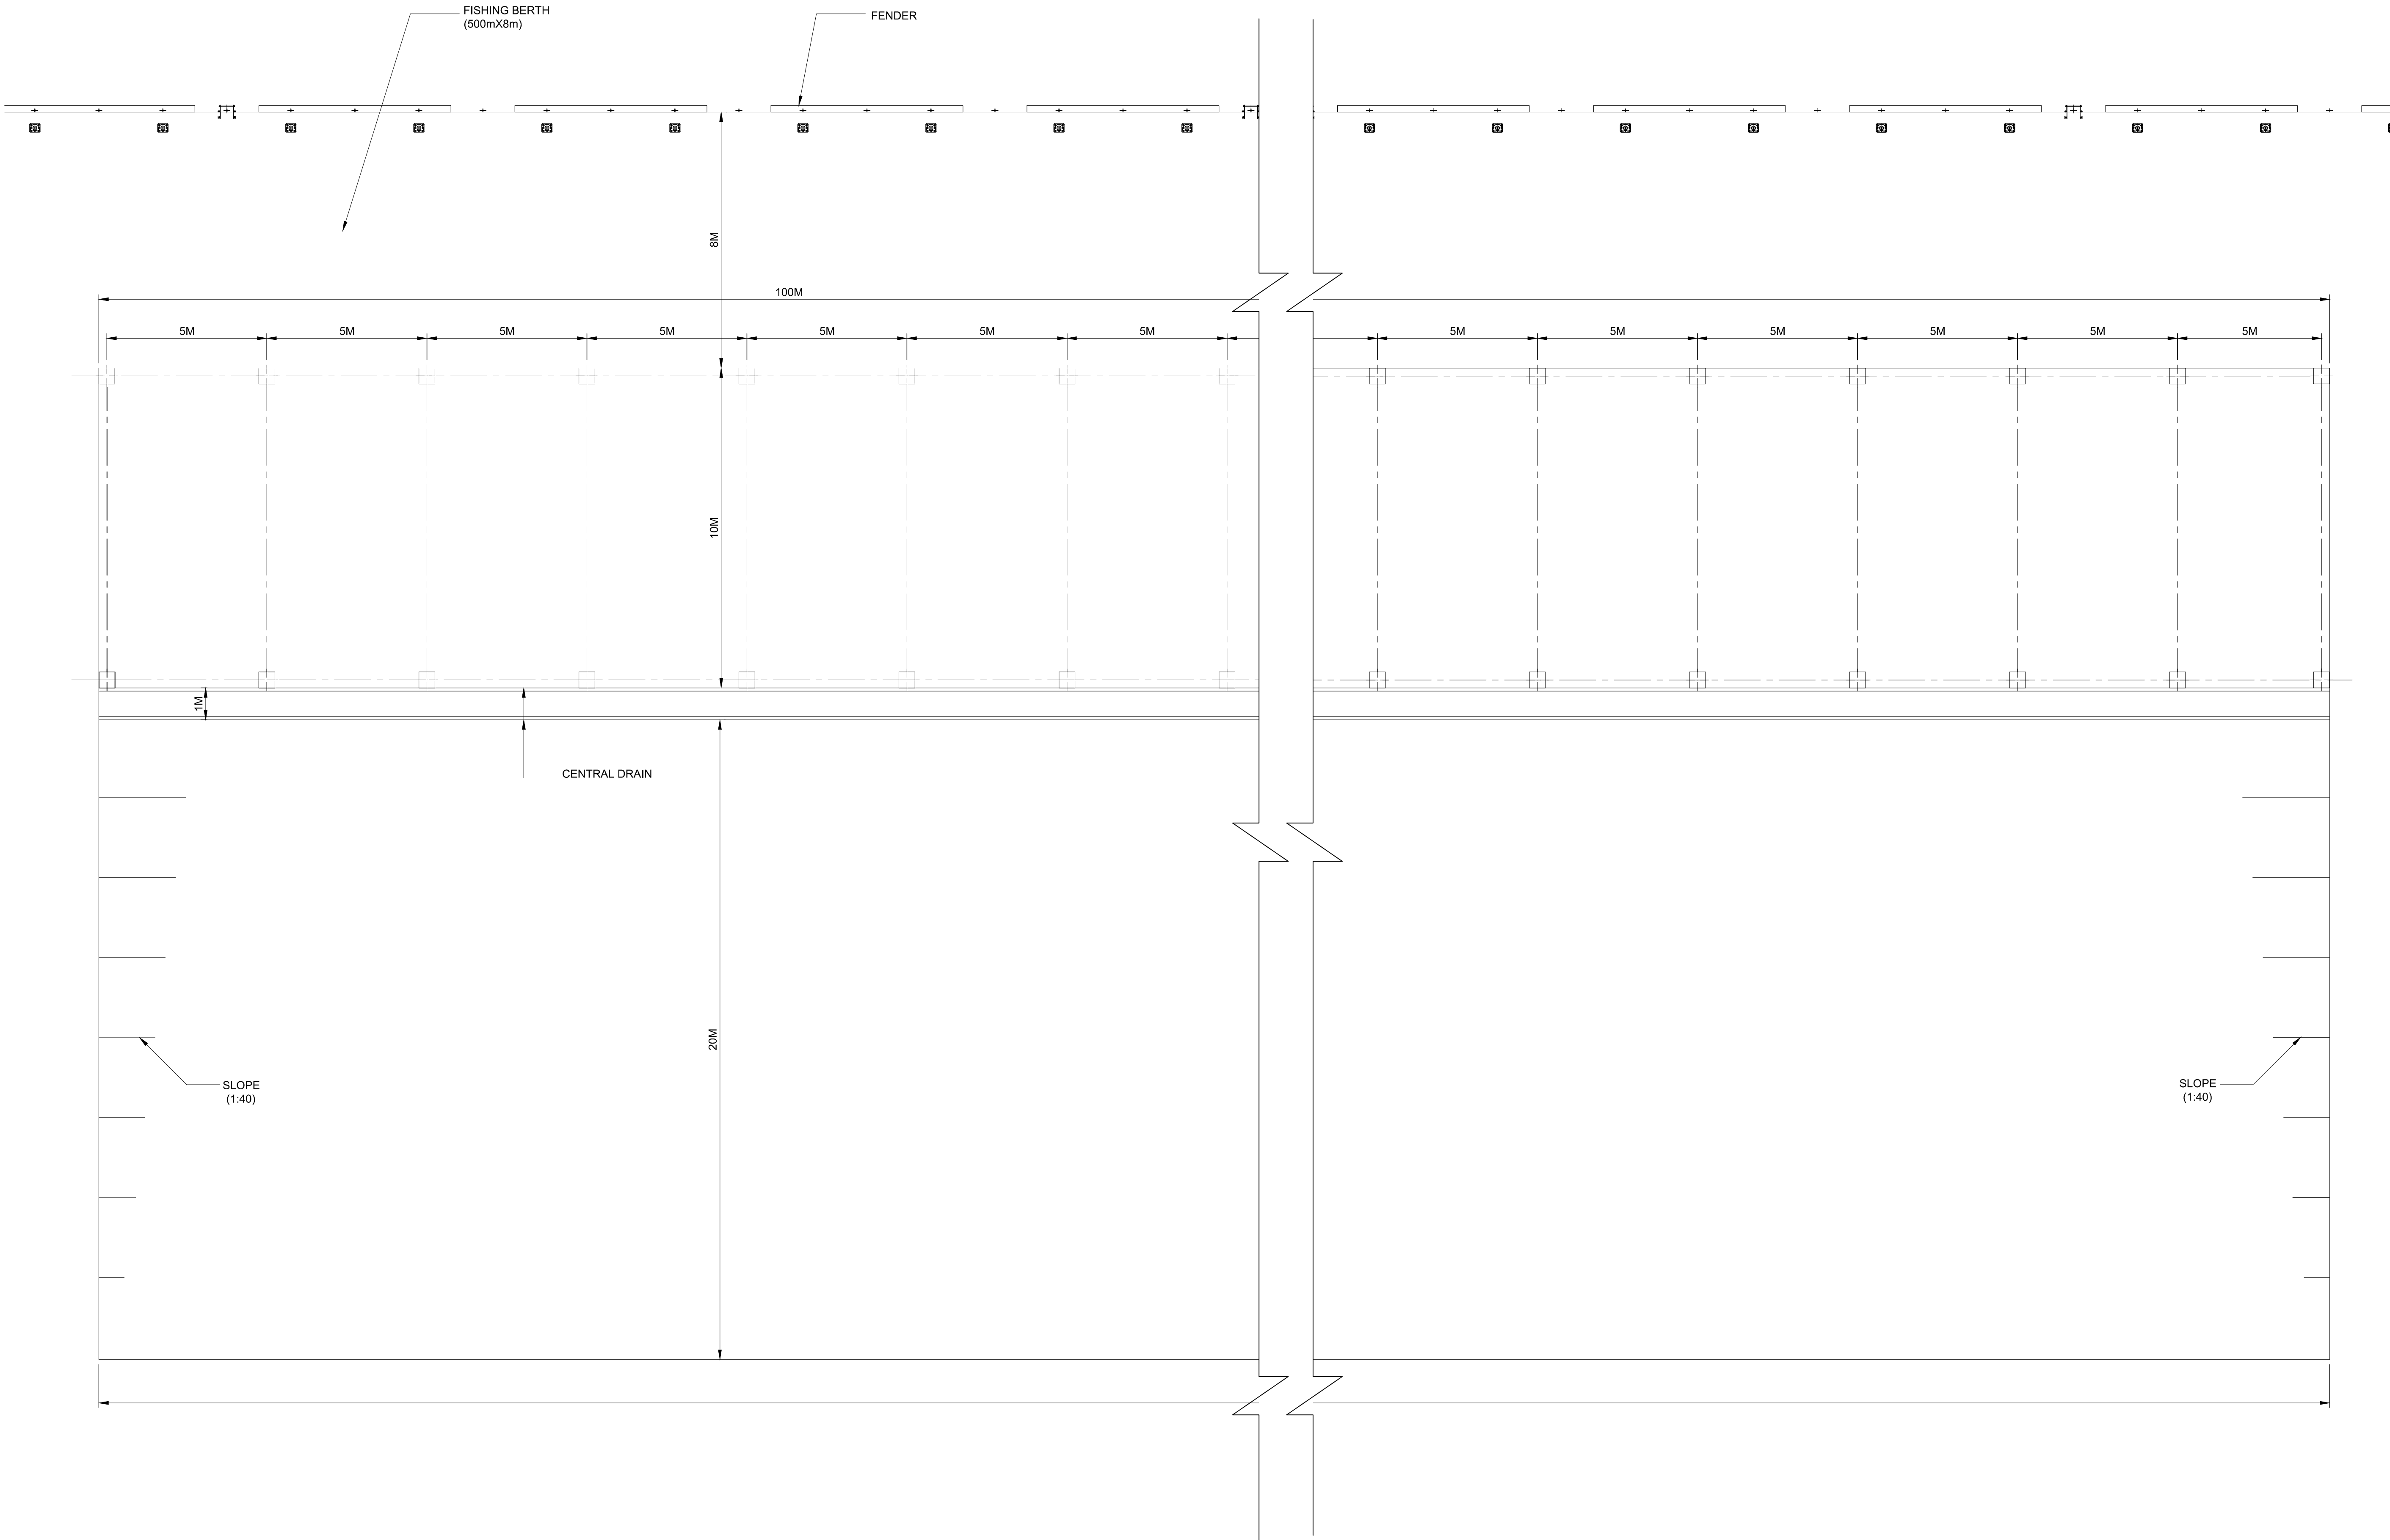 FISHING BERTH
(500mX8m)
FENDER
8M
100M
5M 5M 5M 5M 5M 5M 5M 5M 5M 5M 5M 5M 5M
10M
1M
CENTRAL DRAIN
20M
SLOPE
(1:40)
SLOPE
(1:40)